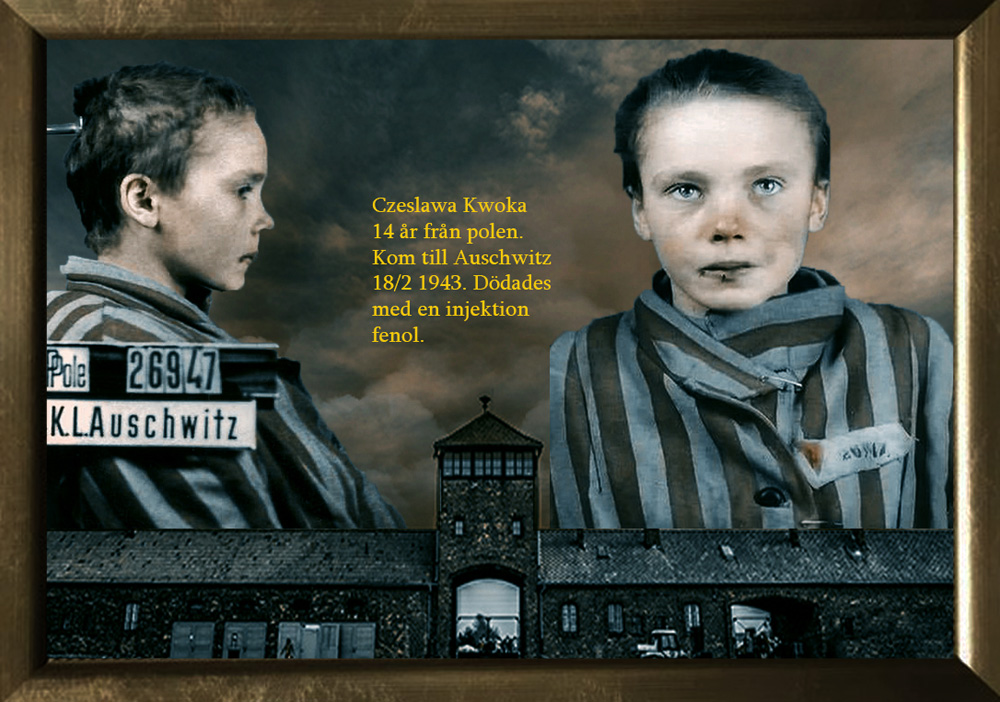 Czeslawa Kwoka
14 år från polen.
Kom till Auschwitz
18/2 1943. Dödades
med en injektion
fenol.
PPole 26947
K.L.Auschwitz